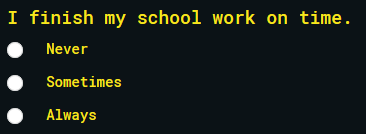 I finish my school work on time.
Never
Sometimes
Always